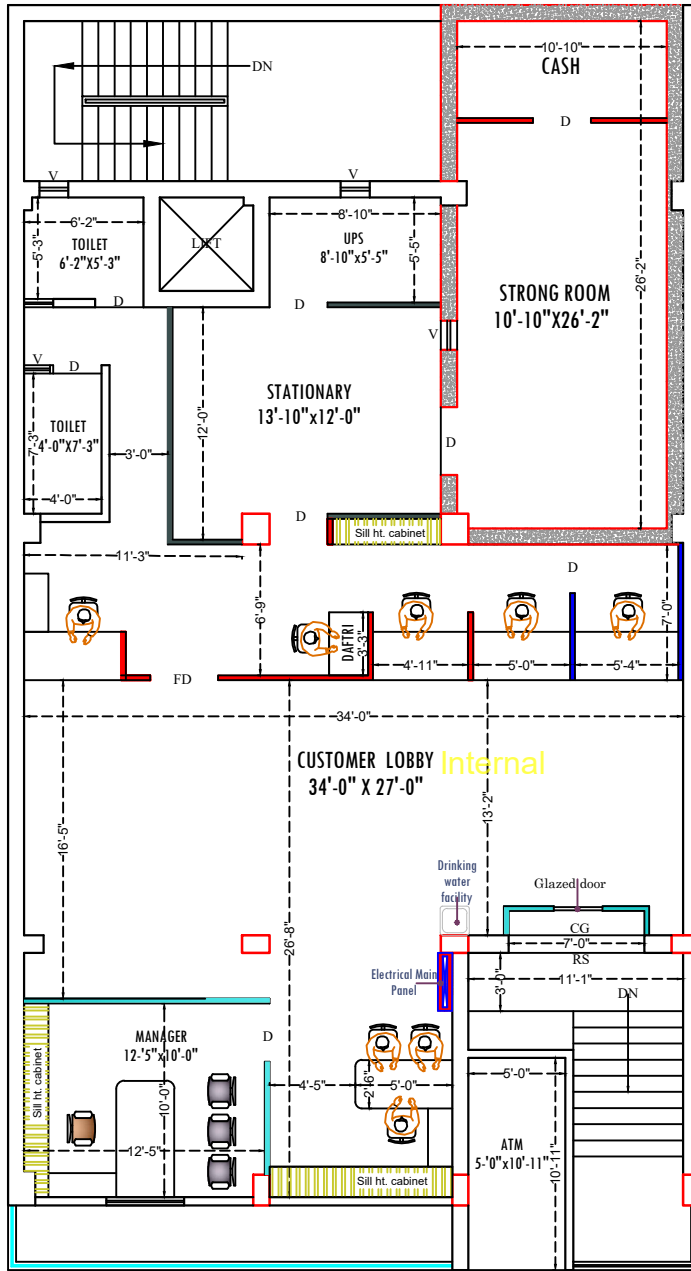 DN
10'-10"
CASH
D
V
V
6'-2"
5'-3"
TOILET
6'-2"X5'-3"
LIFT
8'-10"
UPS
8'-10"x5'-5"
5'-5"
26'-2"
STRONG ROOM
10'-10"X26'-2"
D
D
V
V
D
TOILET
4'-0"X7'-3"
7'-3"
4'-0"
3'-0"
12'-0"
STATIONARY
13'-10"x12'-0"
D
D
Sill ht. cabinet
11'-3"
6'-9"
D
7'-0"
DAFTRI
3'-3"
4'-11"
5'-0"
5'-4"
FD
34'-0"
CUSTOMER LOBBY
34'-0" X 27'-0"
Internal
16'-5"
13'-2"
26'-8"
Drinking
water
facility
Glazed door
CG
7'-0"
RS
11'-1"
3'-0"
Electrical Main
Panel
DN
MANAGER
12-'5"x10'-0"
D
Sill ht. cabinet
10'-0"
12'-5"
4'-5"
2'-6"
5'-0"
5'-0"
ATM
5-'0"x10'-11"
10'-11"
Sill ht. cabinet